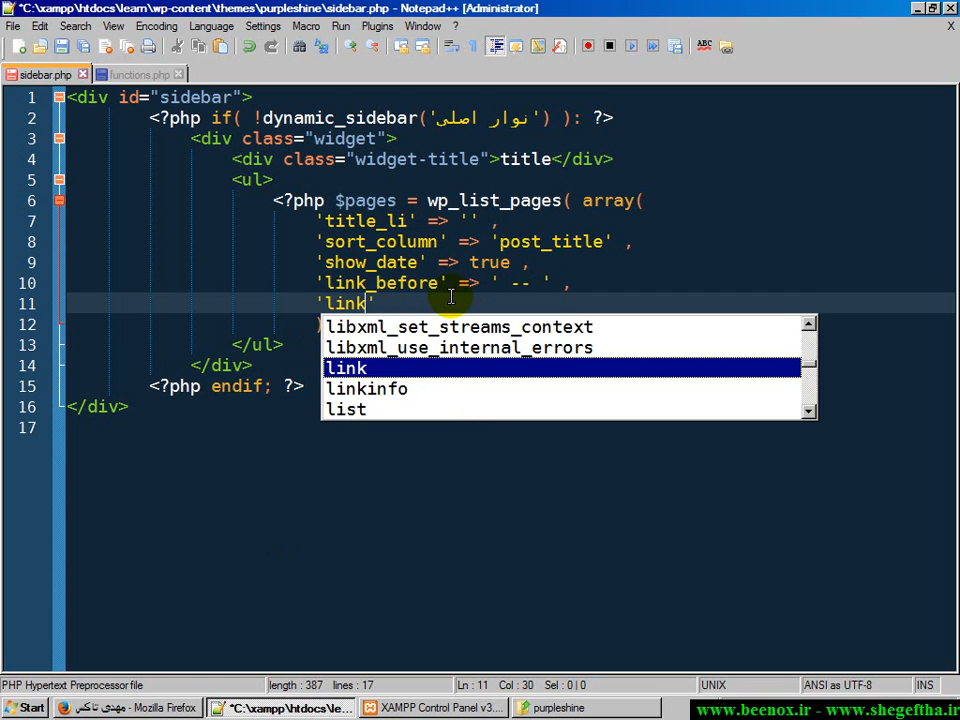 *C:\xampp\htdocs\learn\wp-content\themes\purpleshine\sidebar.php - Notepad++ [Administrator]
File Edit Search View Encoding Language Settings Macro Run Plugins Window ? X
sidebar.php functions.php
1 <div id="sidebar">
2 <?php if( !dynamic_sidebar('نوار اصلی') ): ?>
3 <div class="widget">
4 <div class="widget-title">title</div>
5 <ul>
6 <?php $pages = wp_list_pages( array(
7 'title_li' => '' ,
8 'sort_column' => 'post_title' ,
9 'show_date' => true ,
10 'link_before' => ' -- ' ,
11 'link'
12 )
libxml_set_streams_context
libxml_use_internal_errors
link
linkinfo
list
13 </ul>
14 </div>
15 <?php endif; ?>
16 </div>
17
PHP Hypertext Preprocessor file length : 387 lines : 17 Ln : 11 Col : 30 Sel : 0 | 0 UNIX ANSI as UTF-8 INS
Start مهدی تاکس - Mozilla Firefox *C:\xampp\htdocs\le... XAMPP Control Panel v3.... purpleshine
www.beenox.ir - www.shegeftha.ir